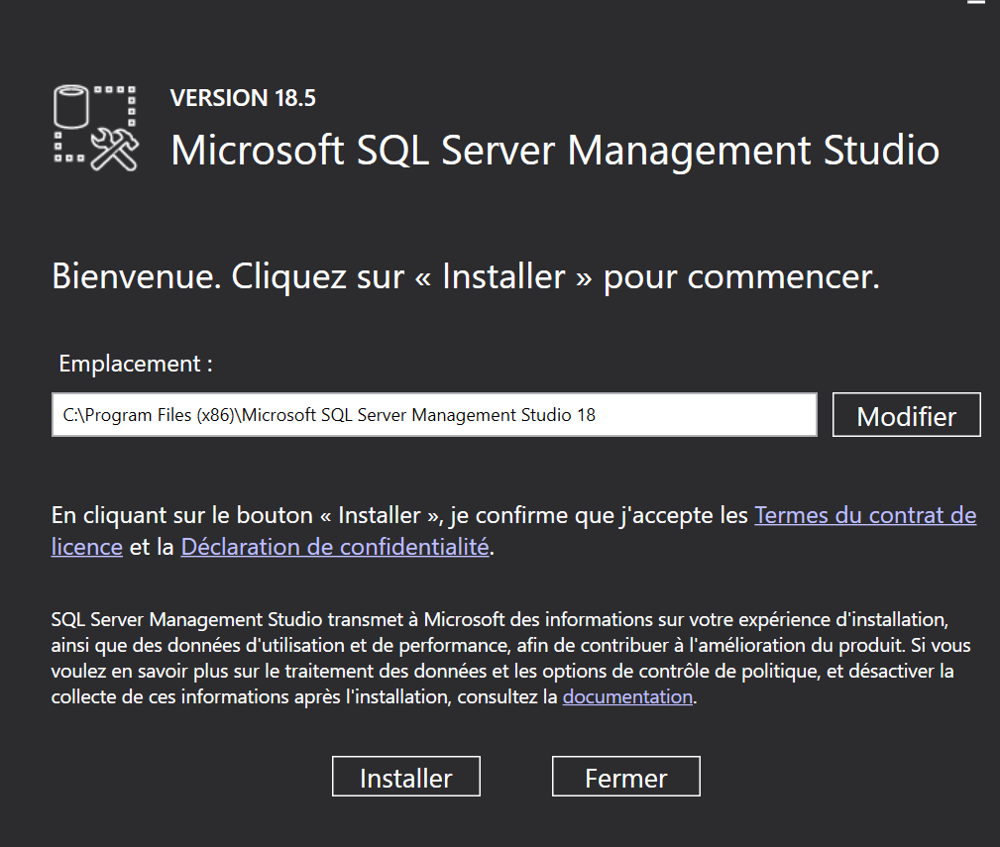 VERSION 18.5
Microsoft SQL Server Management Studio
Bienvenue. Cliquez sur « Installer » pour commencer.
Emplacement :
C:\Program Files (x86)\Microsoft SQL Server Management Studio 18
Modifier
En cliquant sur le bouton « Installer », je confirme que j'accepte les Termes du contrat de
licence et la Déclaration de confidentialité.
SQL Server Management Studio transmet à Microsoft des informations sur votre expérience d'installation,
ainsi que des données d'utilisation et de performance, afin de contribuer à l'amélioration du produit. Si vous
voulez en savoir plus sur le traitement des données et les options de contrôle de politique, et désactiver la
collecte de ces informations après l'installation, consultez la documentation.
Installer
Fermer